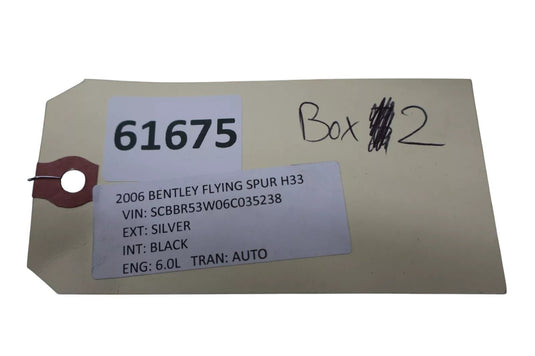 61675
Box 2
2006 BENTLEY FLYING SPUR H33
VIN: SCBBR53W06C035238
EXT: SILVER
INT: BLACK
ENG: 6.0L TRAN: AUTO